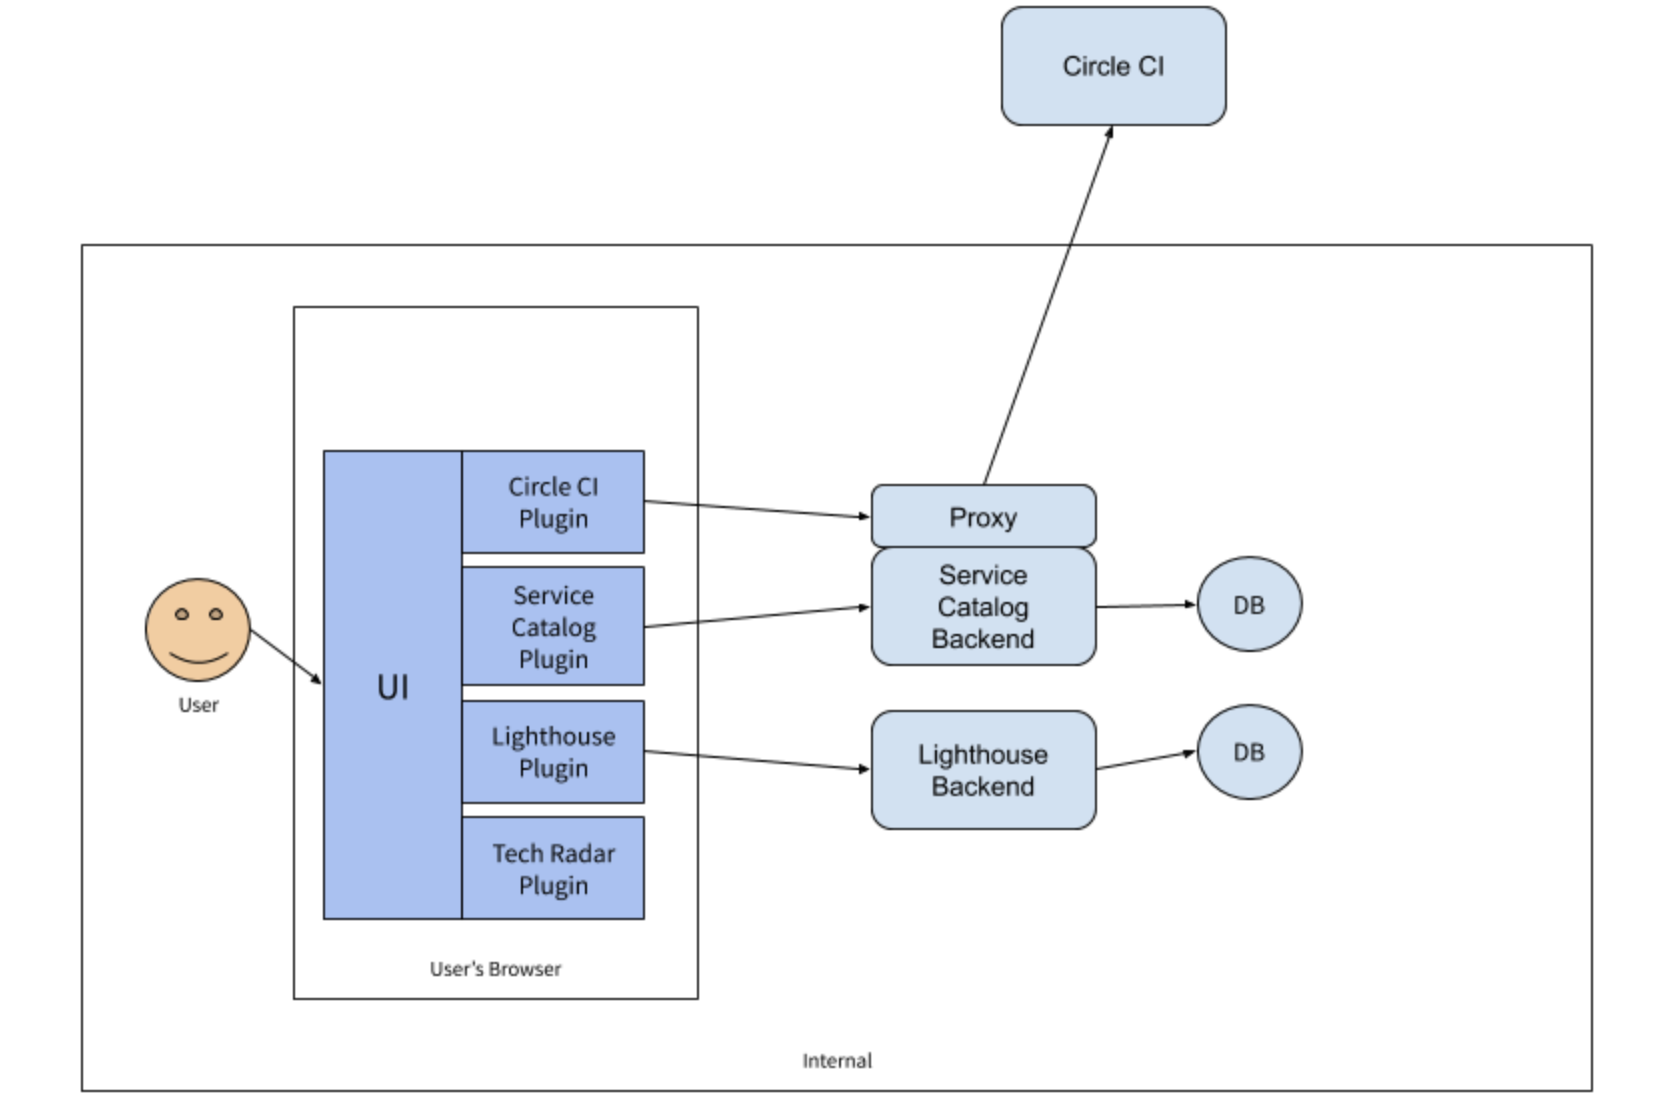 Circle CI
Circle CI
Plugin
Service
Catalog
Plugin
Lighthouse
Plugin
Tech Radar
Plugin
UI
User
User's Browser
Proxy
Service
Catalog
Backend
DB
Lighthouse
Backend
DB
Internal